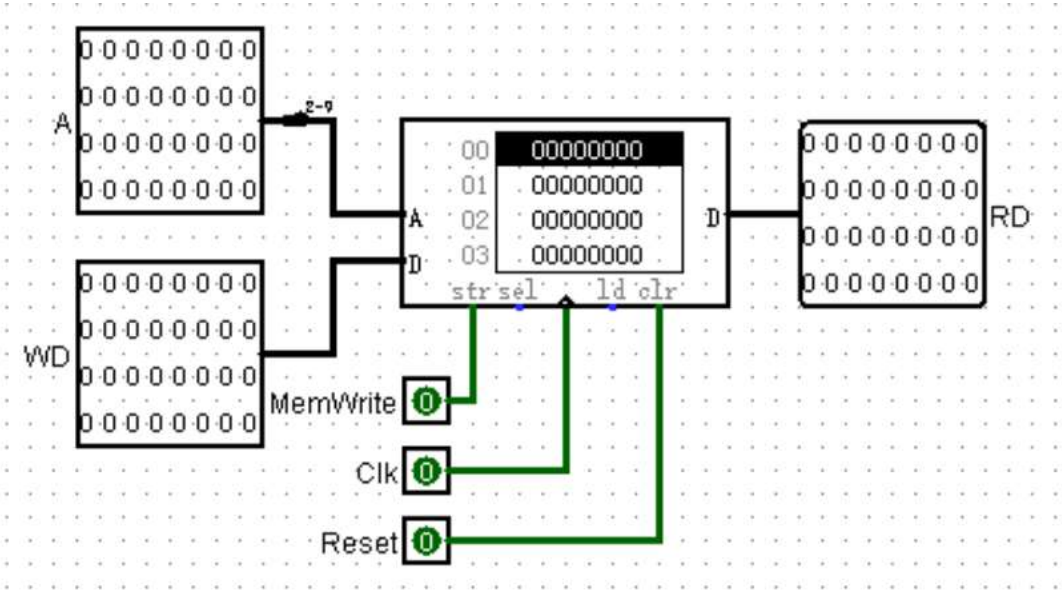 0 0 0 0 0 0 0 0
0 0 0 0 0 0 0 0
0 0 0 0 0 0 0 0
0 0 0 0 0 0 0 0
A
2-9
00 00000000
01 00000000
02 00000000
03 00000000
A
D
D
str sel ld clr
0 0 0 0 0 0 0 0
0 0 0 0 0 0 0 0
0 0 0 0 0 0 0 0
0 0 0 0 0 0 0 0
RD
WD
0 0 0 0 0 0 0 0
0 0 0 0 0 0 0 0
0 0 0 0 0 0 0 0
0 0 0 0 0 0 0 0
MemWrite 0
Clk 0
Reset 0